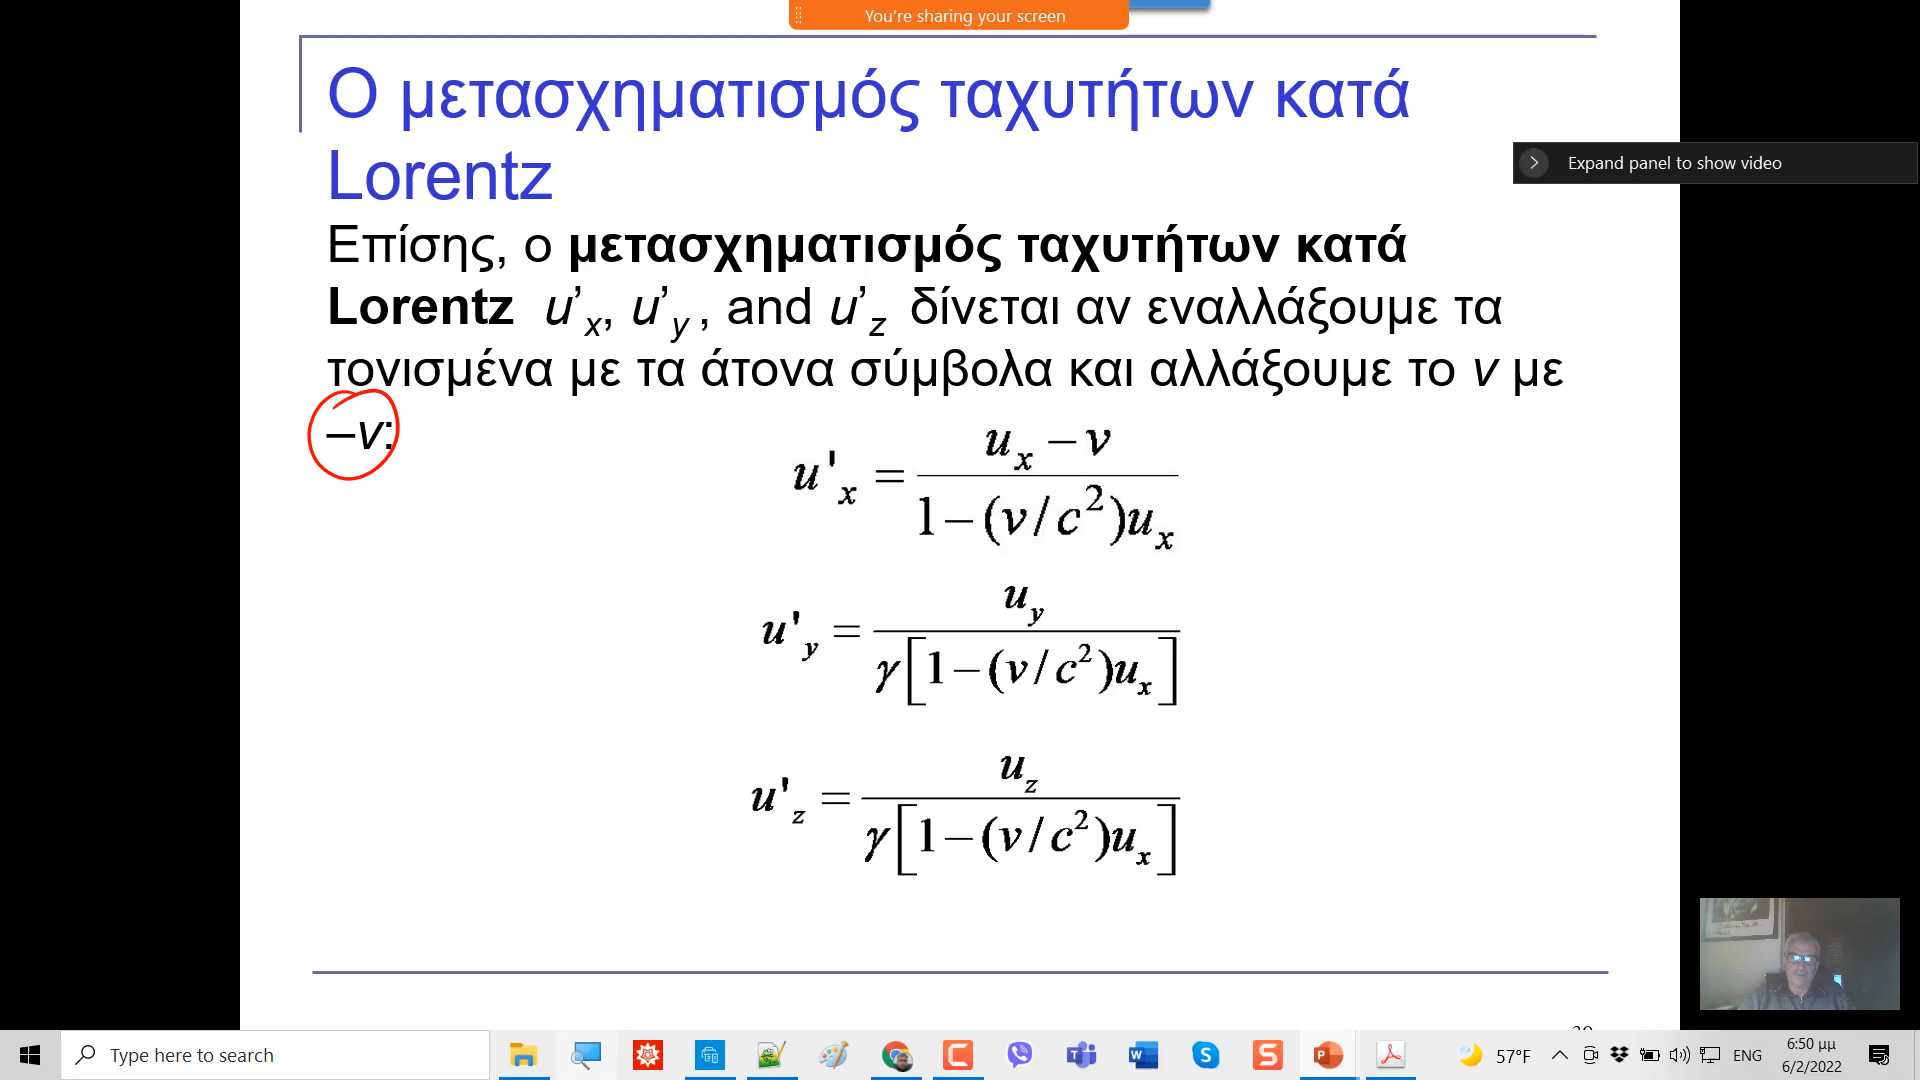 You're sharing your screen
Ο μετασχηματισμός ταχυτήτων κατά
Lorentz
Expand panel to show video
Επίσης, ο μετασχηματισμός ταχυτήτων κατά
Lorentz u’x, u’y , and u’z δίνεται αν εναλλάξουμε τα
τονισμένα με τα άτονα σύμβολα και αλλάξουμε το v με
–v:
u'x = (ux − v) / (1−(v/c²)ux)
u'y = uy / (γ[1−(v/c²)ux])
u'z = uz / (γ[1−(v/c²)ux])
Type here to search
57°F
ENG
6:50 μμ
6/2/2022